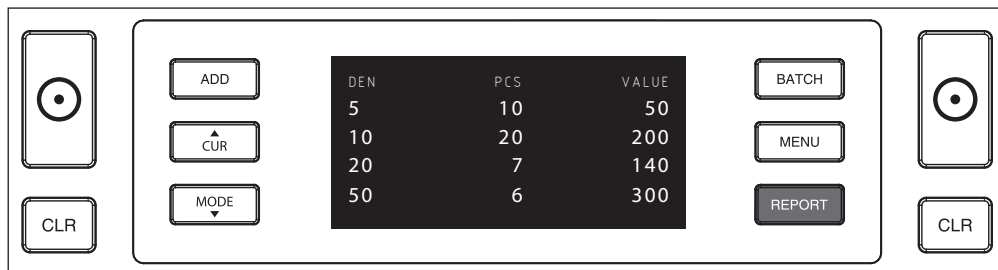 ADD
CUR
MODE
CLR
DEN PCS VALUE
5 10 50
10 20 200
20 7 140
50 6 300
BATCH
MENU
REPORT
CLR